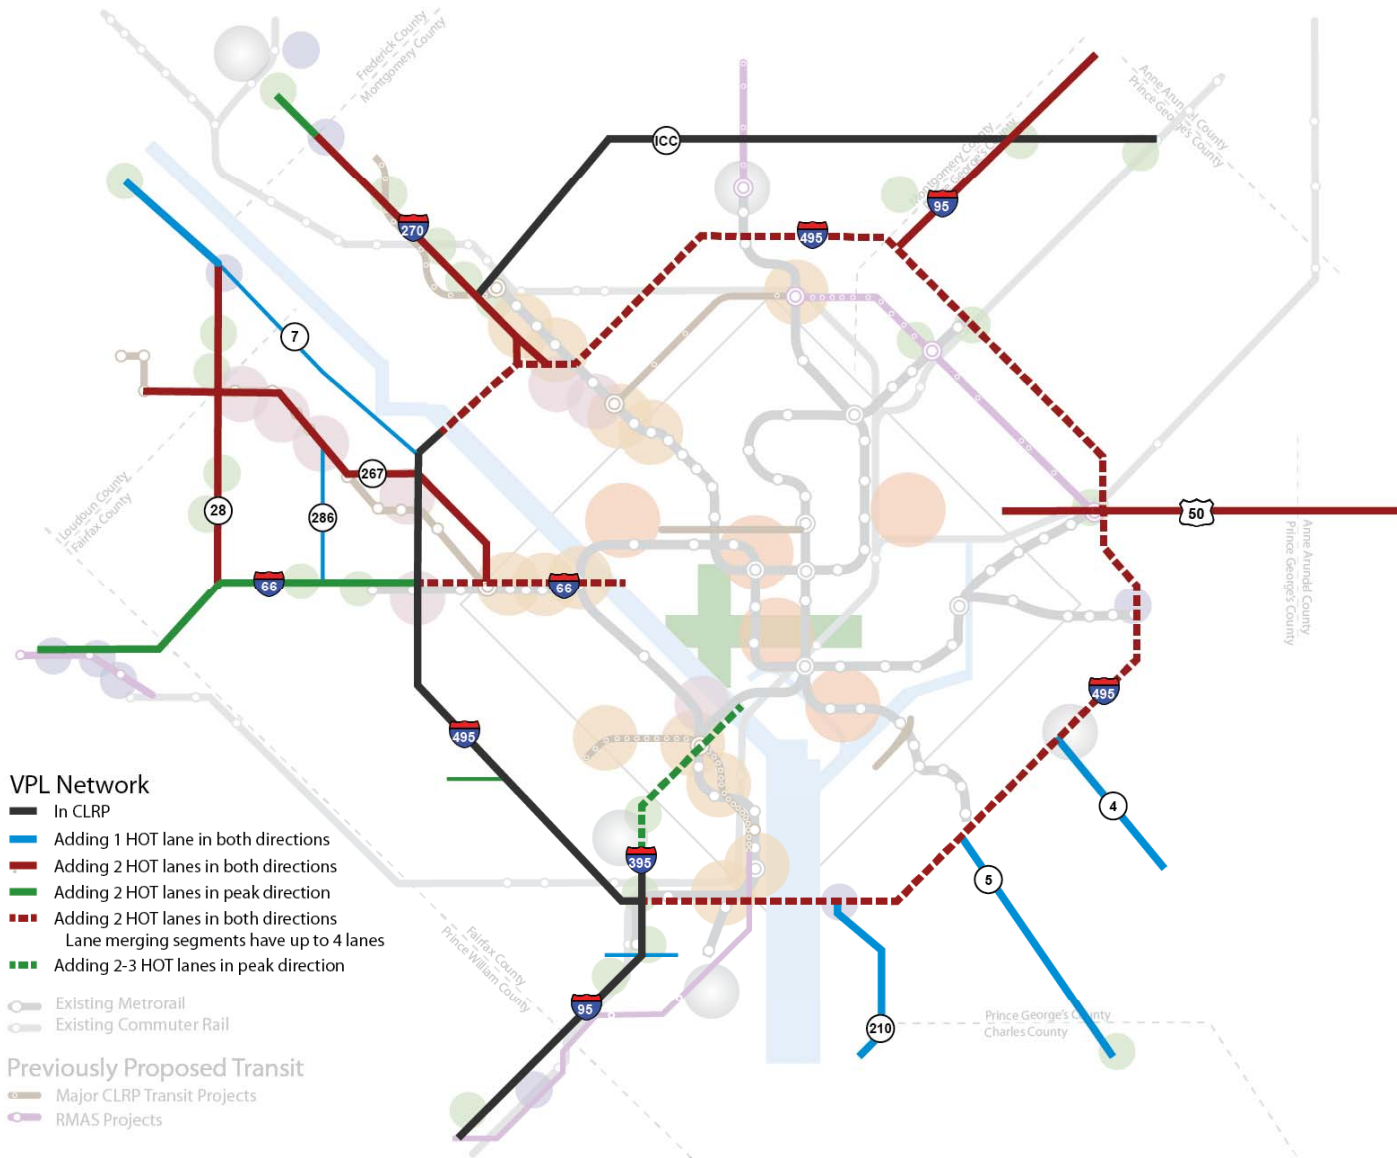 Frederick County
Montgomery County
Anne Arundel County
Prince George's County
ICC
Montgomery County
Prince George's County
95
270
495
7
267
28
286
50
Loudoun County
Fairfax County
66
66
Anne Arundel County
Prince George's County
495
495
4
395
5
VPL Network
In CLRP
Adding 1 HOT lane in both directions
Adding 2 HOT lanes in both directions
Adding 2 HOT lanes in peak direction
Adding 2 HOT lanes in both directions
Lane merging segments have up to 4 lanes
Adding 2-3 HOT lanes in peak direction
Existing Metrorail
Existing Commuter Rail
Previously Proposed Transit
Major CLRP Transit Projects
RMAS Projects
Fairfax County
Prince William County
95
210
Prince George's County
Charles County